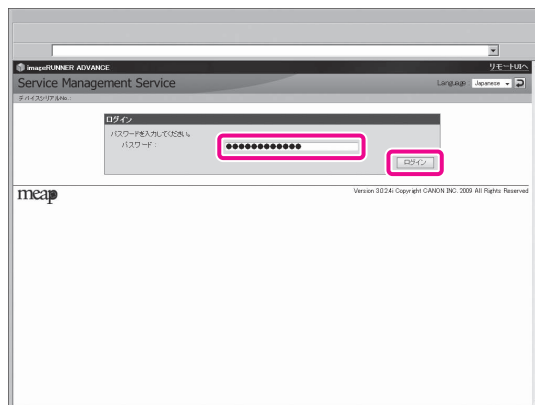 imageRUNNER ADVANCE リモートUIへ
Service Management Service Language: Japanese
デバイスシリアルNo.:
ログイン
パスワードを入力してください。
パスワード :
●●●●●●●●●●●●
ログイン
meap Version 3.0.2.4i Copyright CANON INC. 2009 All Rights Reserved